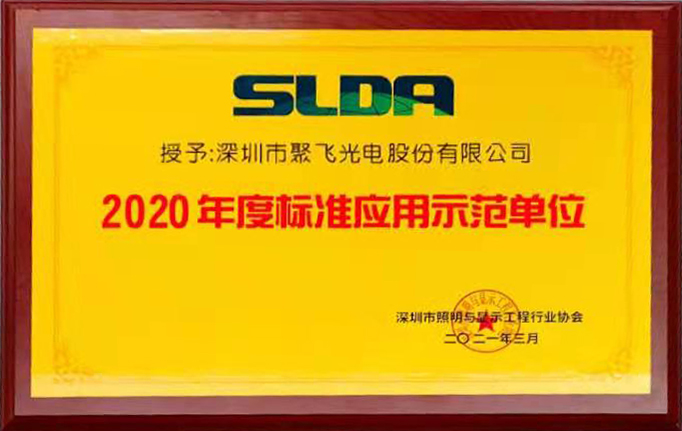 SLDA
授予:深圳市聚飞光电股份有限公司
2020年度标准应用示范单位
深圳市照明与显示工程行业协会
二〇二一年三月